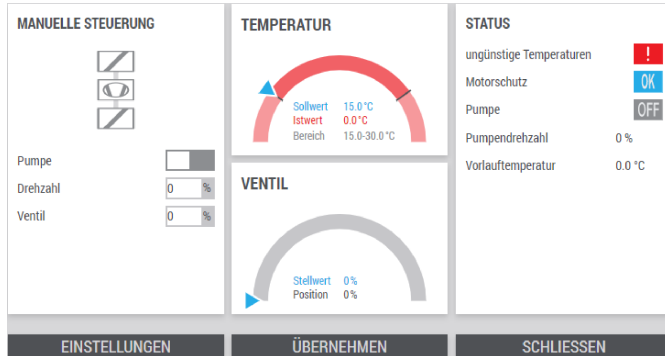 MANUELLE STEUERUNG
Pumpe
Drehzahl 0 %
Ventil 0 %
TEMPERATUR
Sollwert 15.0°C
Istwert 0.0°C
Bereich 15.0-30.0°C
VENTIL
Stellwert 0%
Position 0%
STATUS
ungünstige Temperaturen !
Motorschutz OK
Pumpe OFF
Pumpendrehzahl 0 %
Vorlauftemperatur 0.0 °C
EINSTELLUNGEN
ÜBERNEHMEN
SCHLIESSEN